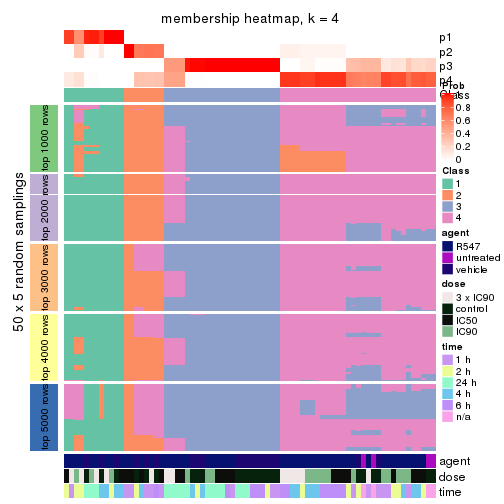 membership heatmap, k = 4
p1
p2
p3
p4
Class
Prob
0.8
0.6
0.4
0.2
0
Class
1
2
3
4
agent
R547
untreated
vehicle
dose
3 x IC90
control
IC50
IC90
time
1 h
2 h
24 h
4 h
6 h
n/a
50 x 5 random samplings
top 1000 rows
top 2000 rows
top 3000 rows
top 4000 rows
top 5000 rows
agent
dose
time